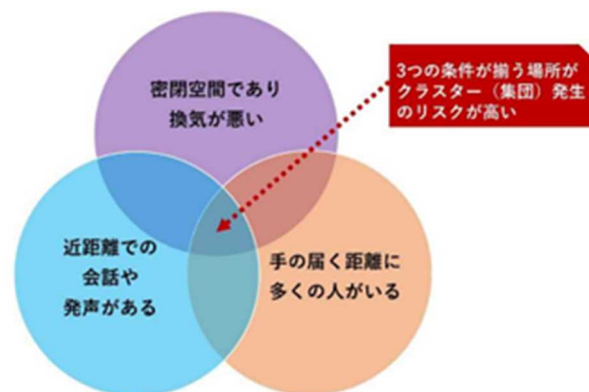 密閉空間であり
換気が悪い
3つの条件が揃う場所が
クラスター（集団）発生
のリスクが高い
近距離での
会話や
発声がある
手の届く距離に
多くの人がいる